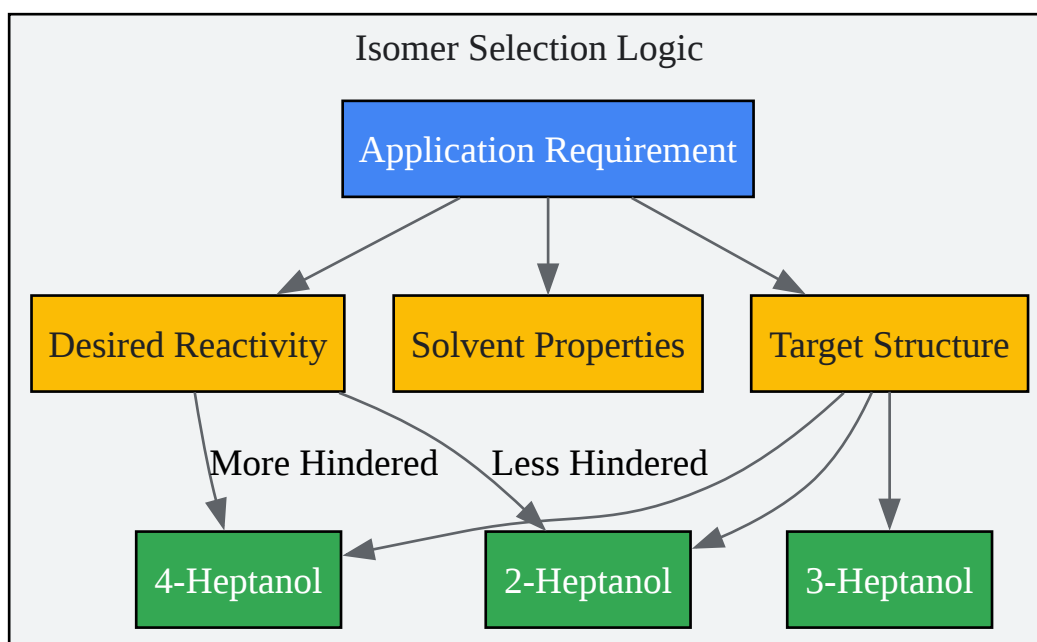 Isomer Selection Logic
Application Requirement
Desired Reactivity
Solvent Properties
Target Structure
More Hindered
Less Hindered
4-Heptanol
2-Heptanol
3-Heptanol